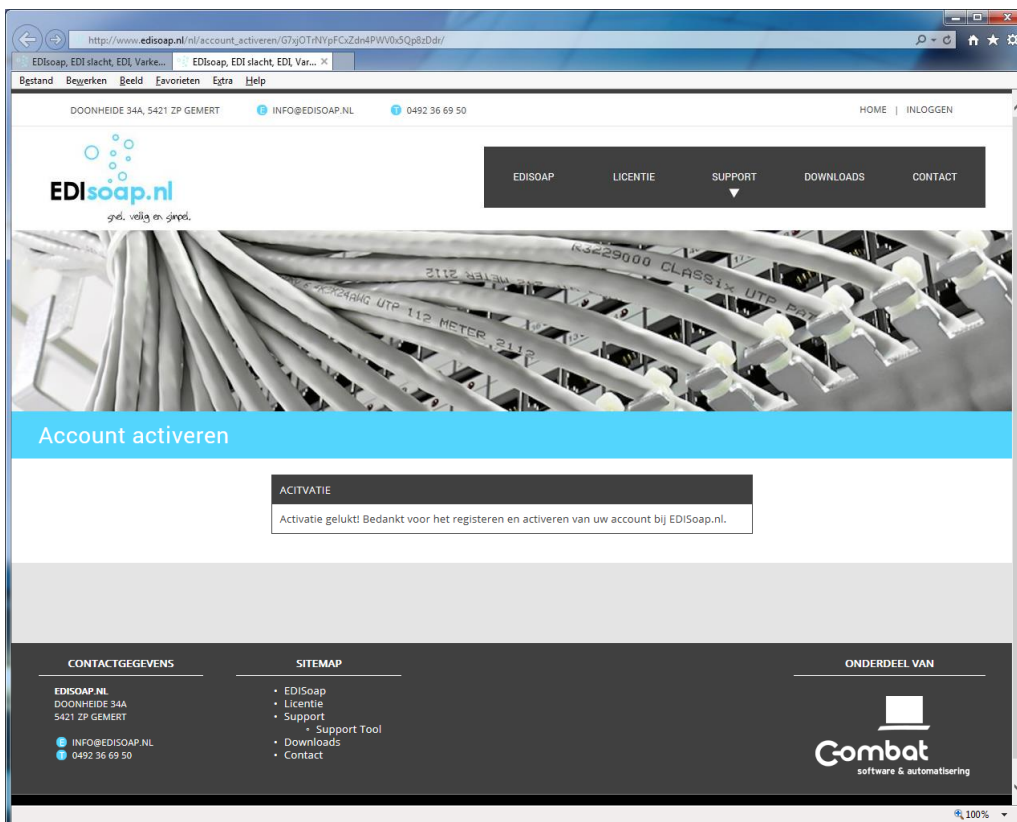 http://www.edisoap.nl/nl/account_activeren/G7xjOTrNYpFCxZdn4PWV0x5Qp8zDdr/
EDIsoap, EDI slacht, EDI, Varke...
EDIsoap, EDI slacht, EDI, Var...
Bestand Bewerken Beeld Favorieten Extra Help
DOONHEIDE 34A, 5421 ZP GEMERT
E INFO@EDISOAP.NL
T 0492 36 69 50
HOME | INLOGGEN
EDIsoap.nl
snel, veilig en simpel.
EDISOAP LICENTIE SUPPORT DOWNLOADS CONTACT
R3229000 CLASSix UTP PAT
METER 2112
24AWG UTP 112 METER 2112
Account activeren
ACITVATIE
Activatie gelukt! Bedankt voor het registeren en activeren van uw account bij EDISoap.nl.
CONTACTGEGEVENS
EDISOAP.NL
DOONHEIDE 34A
5421 ZP GEMERT
E INFO@EDISOAP.NL
T 0492 36 69 50
SITEMAP
• EDISoap
• Licentie
• Support
• Support Tool
• Downloads
• Contact
ONDERDEEL VAN
Combat
software & automatisering
100%